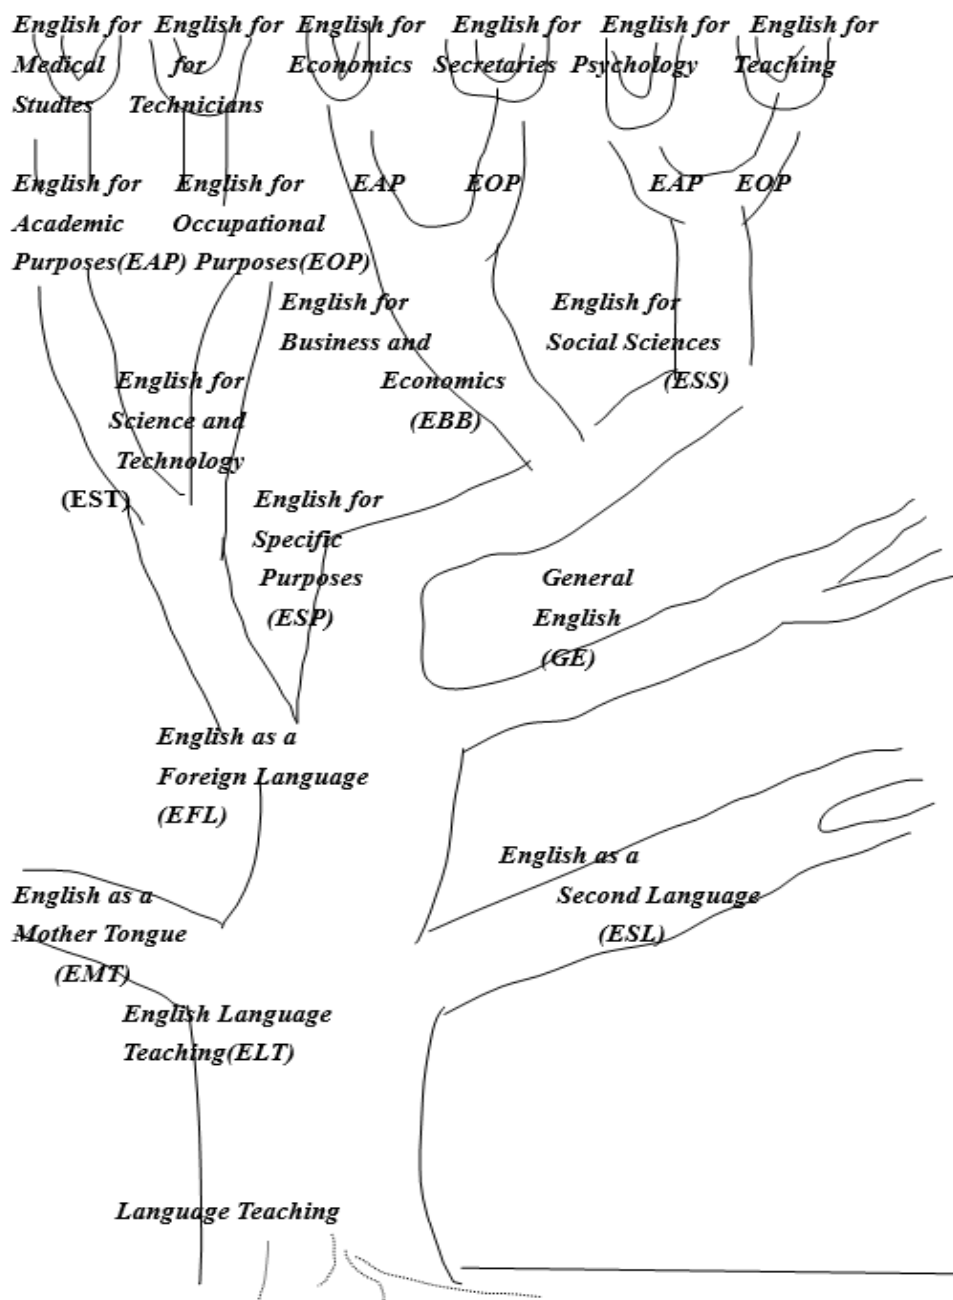 English for English for English for English for English for English for
Medical for Economics Secretaries Psychology Teaching
Studies Technicians
English for English for EAP EOP EAP EOP
Academic Occupational
Purposes(EAP) Purposes(EOP)
English for English for
Business and Social Sciences
English for Economics (ESS)
Science and (EBB)
Technology
(EST) English for
Specific
Purposes General
(ESP) English
(GE)
English as a
Foreign Language
(EFL)
English as a
English as a Second Language
Mother Tongue (ESL)
(EMT)
English Language
Teaching(ELT)
Language Teaching